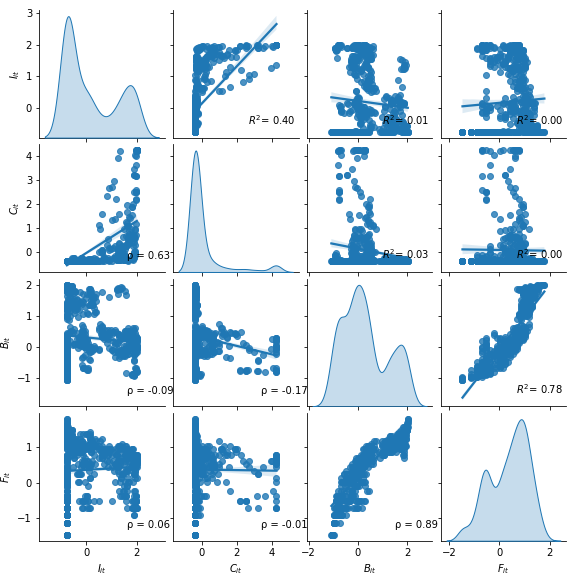 3
2
1
0
I_it
R² = 0.40
R² = 0.01
R² = 0.00
4
3
2
1
0
C_it
ρ = 0.63
R² = 0.03
R² = 0.00
2
1
0
−1
B_it
ρ = -0.09
ρ = -0.17
R² = 0.78
1
0
−1
F_it
ρ = 0.06
ρ = -0.01
ρ = 0.89
0 2 0 2 4 −2 0 2 −2 0 2
I_it C_it B_it F_it